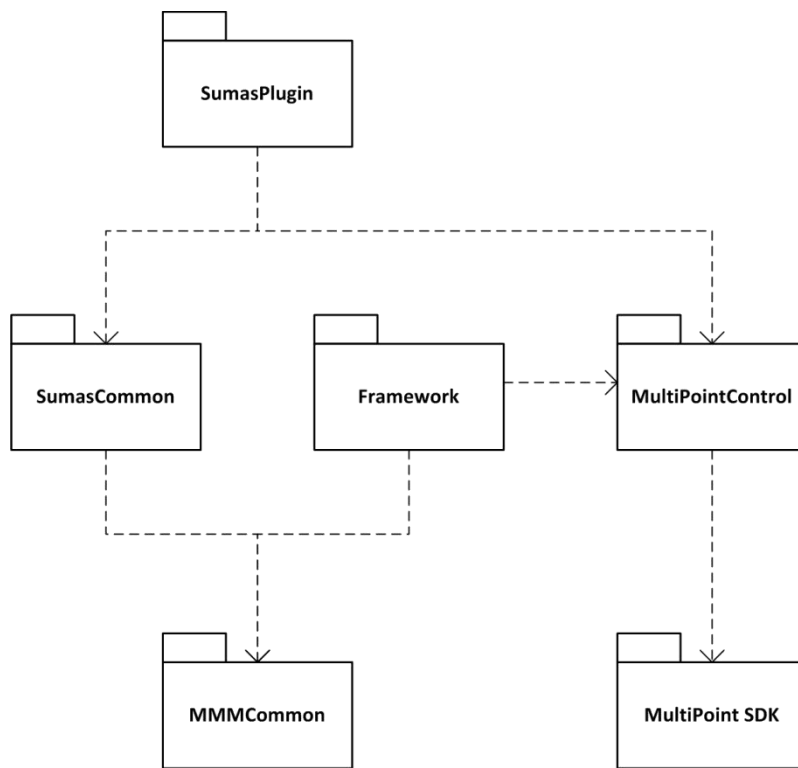 SumasPlugin
SumasCommon
Framework
MultiPointControl
MMMCommon
MultiPoint SDK